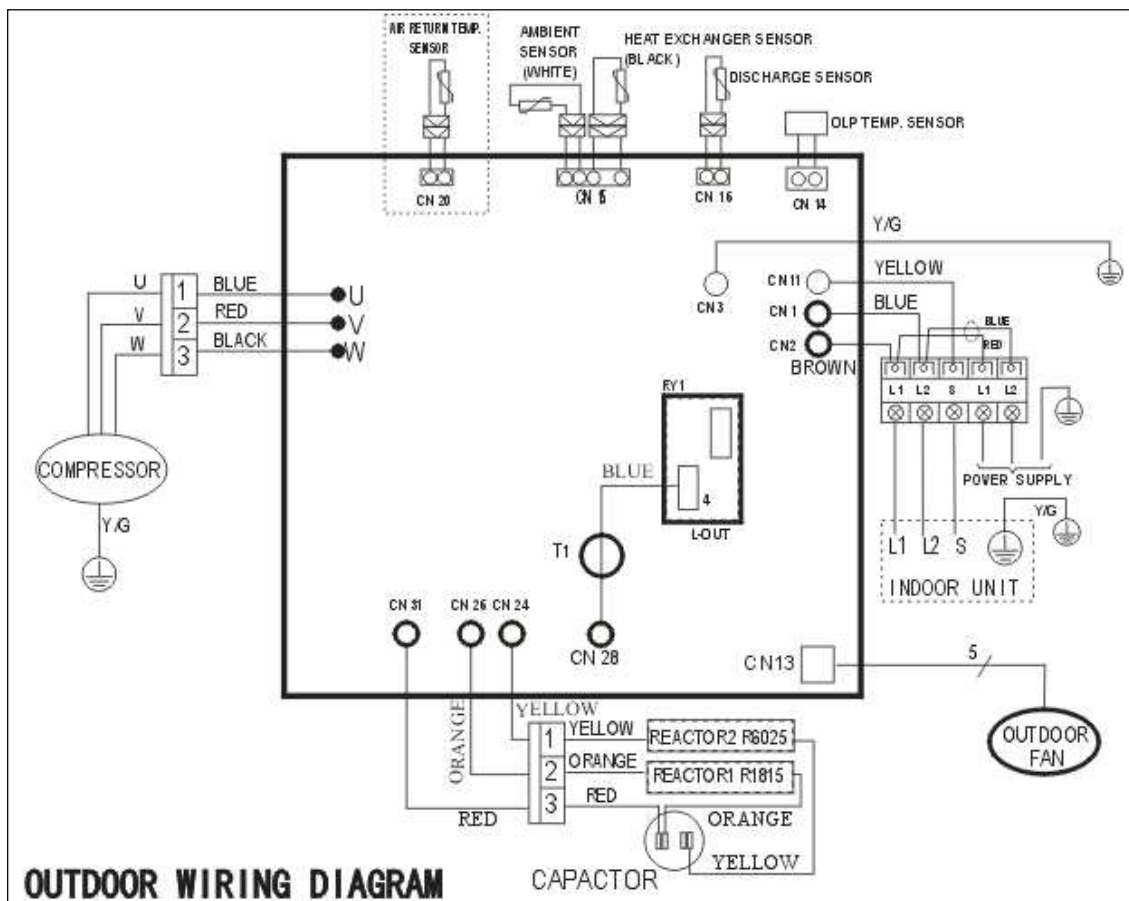 AIR RETURN TEMP.
SENSOR
AMBIENT
SENSOR
(WHITE)
HEAT EXCHANGER SENSOR
(BLACK)
DISCHARGE SENSOR
OLP TEMP. SENSOR
CN 20
CN 15
CN 16
CN 14
Y/G
CN3
CN11
YELLOW
CN 1
BLUE
CN2
BROWN
BLUE
RED
L1 L2 S L1 L2
POWER SUPPLY
Y/G
L1 L2 S
INDOOR UNIT
U 1 BLUE U
V 2 RED V
W 3 BLACK W
COMPRESSOR
Y/G
RY1
BLUE
4
L-OUT
T1
CN 31 CN 26 CN 24
CN 28
CN13
5
OUTDOOR
FAN
ORANGE
YELLOW
1 YELLOW REACTOR2 R6025
2 ORANGE REACTOR1 R1815
3 RED
RED
ORANGE
YELLOW
CAPACTOR
OUTDOOR WIRING DIAGRAM